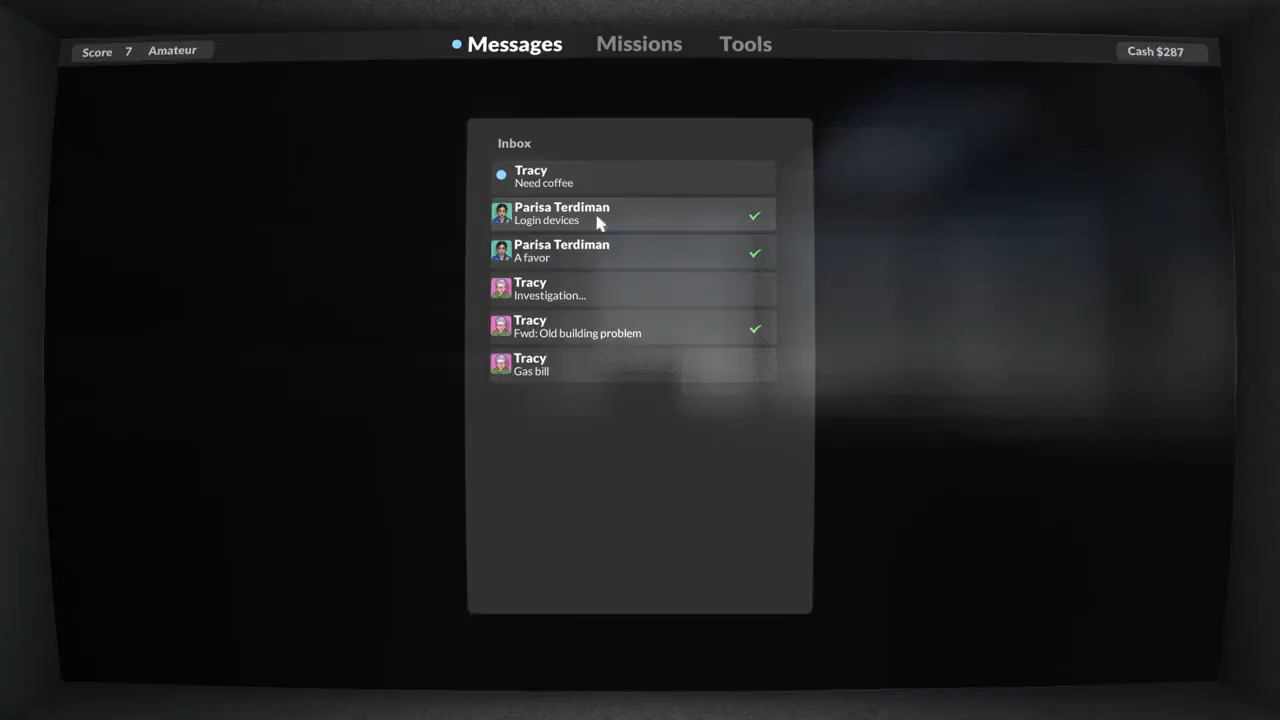 Score 7 Amateur
Messages Missions Tools
Cash $287
Inbox
Tracy
Need coffee
Parisa Terdiman
Login devices
Parisa Terdiman
A favor
Tracy
Investigation...
Tracy
Fwd: Old building problem
Tracy
Gas bill